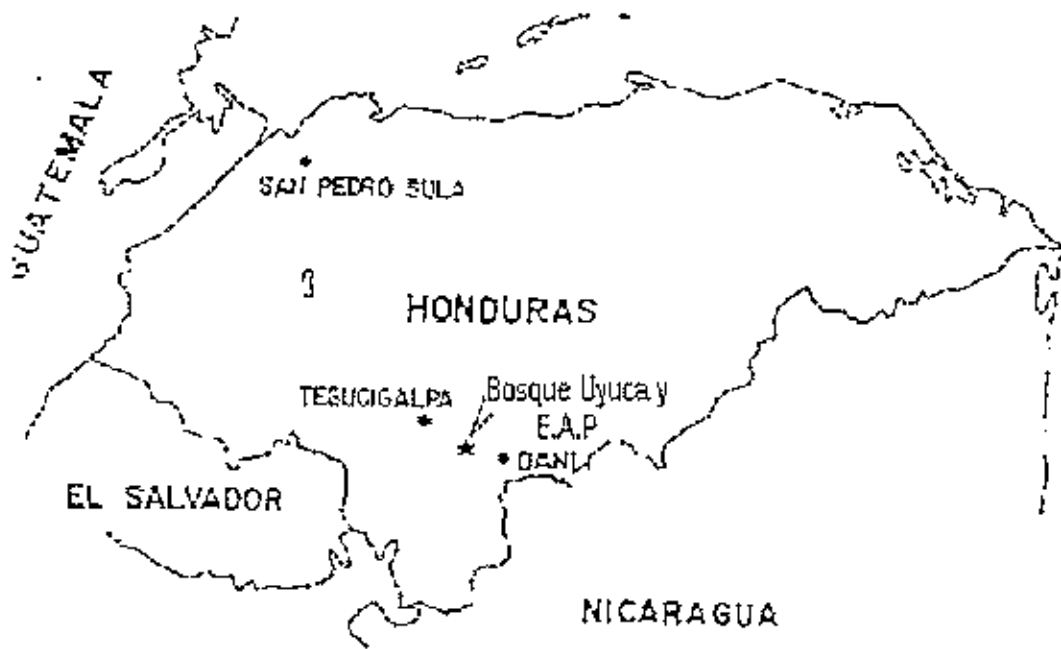 GUATEMALA
SAN PEDRO SULA
HONDURAS
TEGUCIGALPA
Bosque Uyuca y
E.A.P
DANLI
EL SALVADOR
NICARAGUA